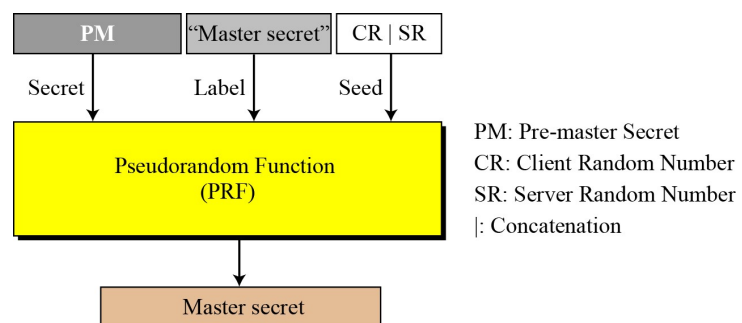 PM
“Master secret”
CR | SR
Secret
Label
Seed
Pseudorandom Function
(PRF)
PM: Pre-master Secret
CR: Client Random Number
SR: Server Random Number
|: Concatenation
Master secret